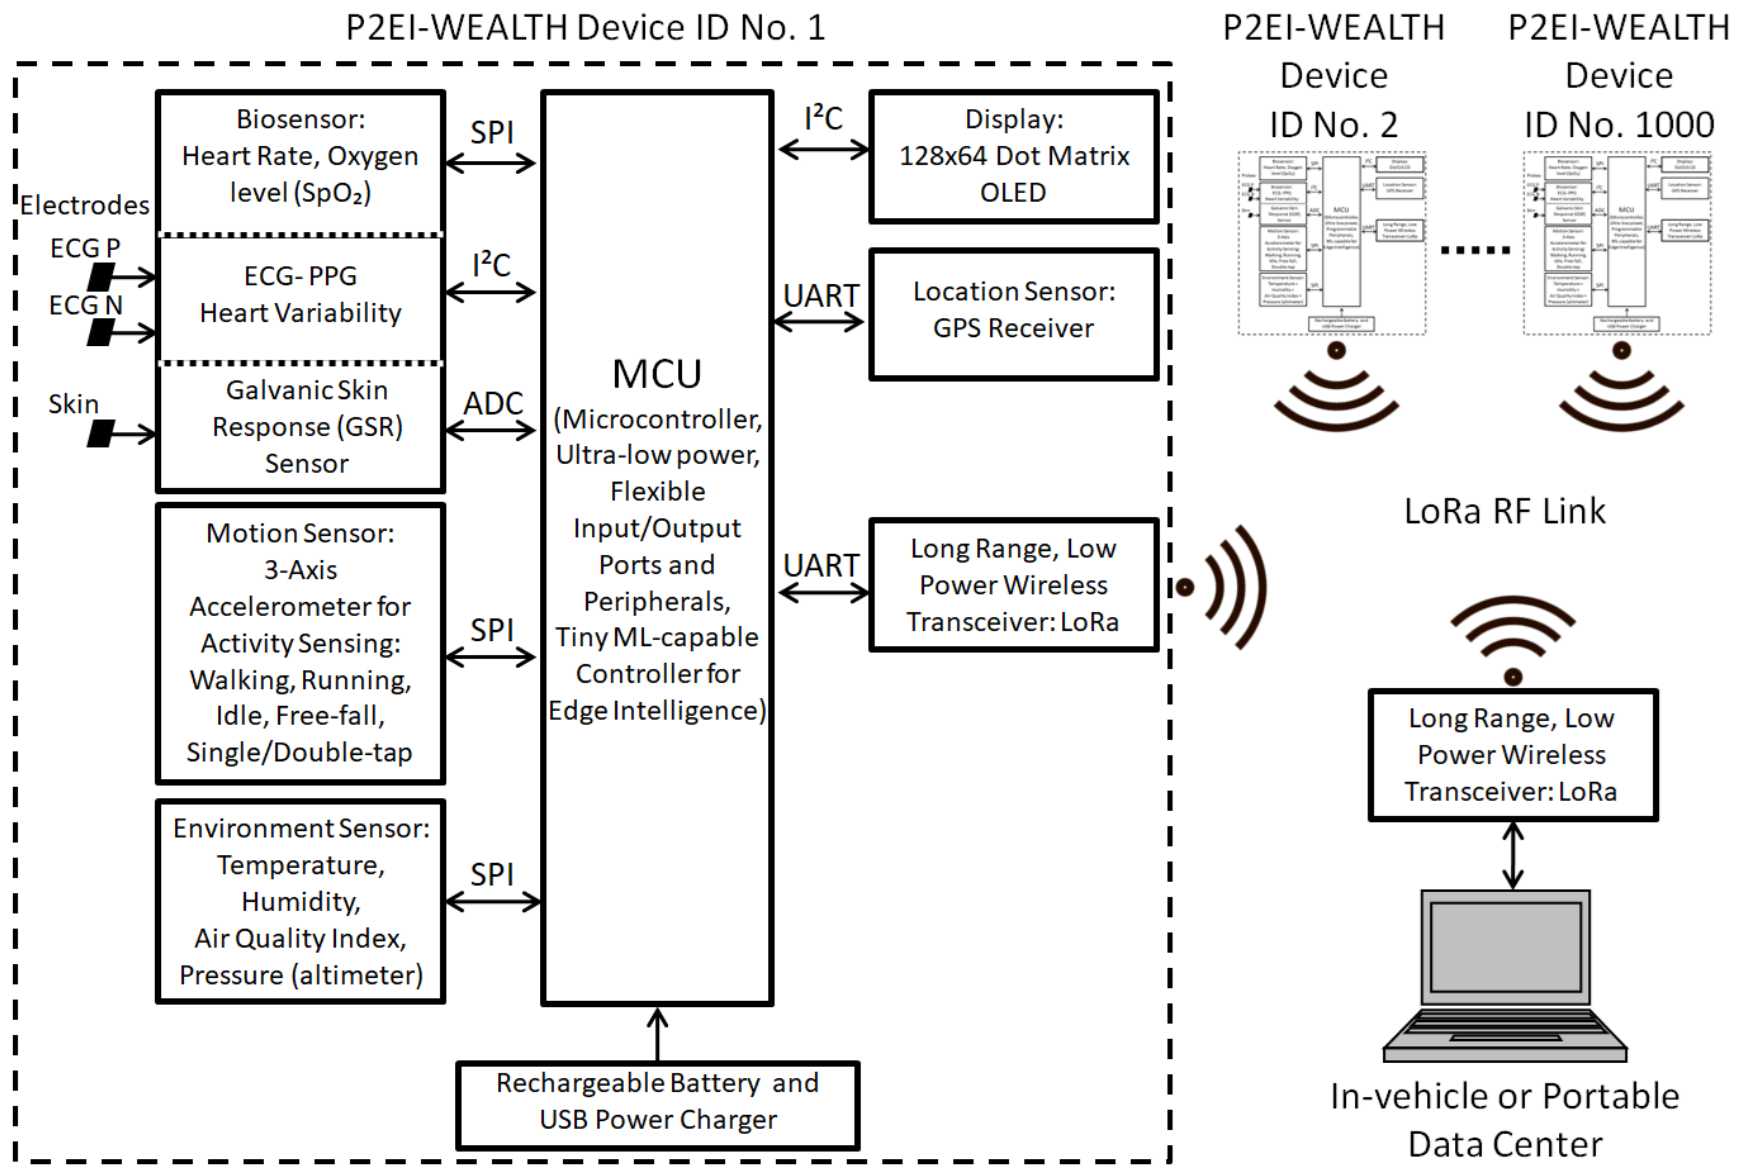 P2EI-WEALTH Device ID No. 1
Biosensor:
Heart Rate, Oxygen
level (SpO₂)
SPI
Electrodes
ECG P
ECG N
ECG- PPG
Heart Variability
I²C
Skin
Galvanic Skin
Response (GSR)
Sensor
ADC
Motion Sensor:
3-Axis
Accelerometer for
Activity Sensing:
Walking, Running,
Idle, Free-fall,
Single/Double-tap
SPI
Environment Sensor:
Temperature,
Humidity,
Air Quality Index,
Pressure (altimeter)
SPI
MCU
(Microcontroller,
Ultra-low power,
Flexible
Input/Output
Ports and
Peripherals,
Tiny ML-capable
Controller for
Edge Intelligence)
I²C
Display:
128x64 Dot Matrix
OLED
UART
Location Sensor:
GPS Receiver
UART
Long Range, Low
Power Wireless
Transceiver: LoRa
Rechargeable Battery and
USB Power Charger
P2EI-WEALTH
Device
ID No. 2
P2EI-WEALTH
Device
ID No. 1000
LoRa RF Link
Long Range, Low
Power Wireless
Transceiver: LoRa
In-vehicle or Portable
Data Center